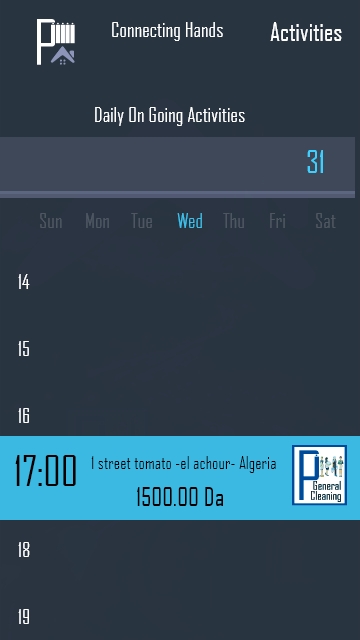 Connecting Hands
Activities
Daily On Going Activities
31
Sun Mon Tue Wed Thu Fri Sat
14
15
16
17:00
1 street tomato -el achour- Algeria
1500.00 Da
P
General
Cleaning
18
19